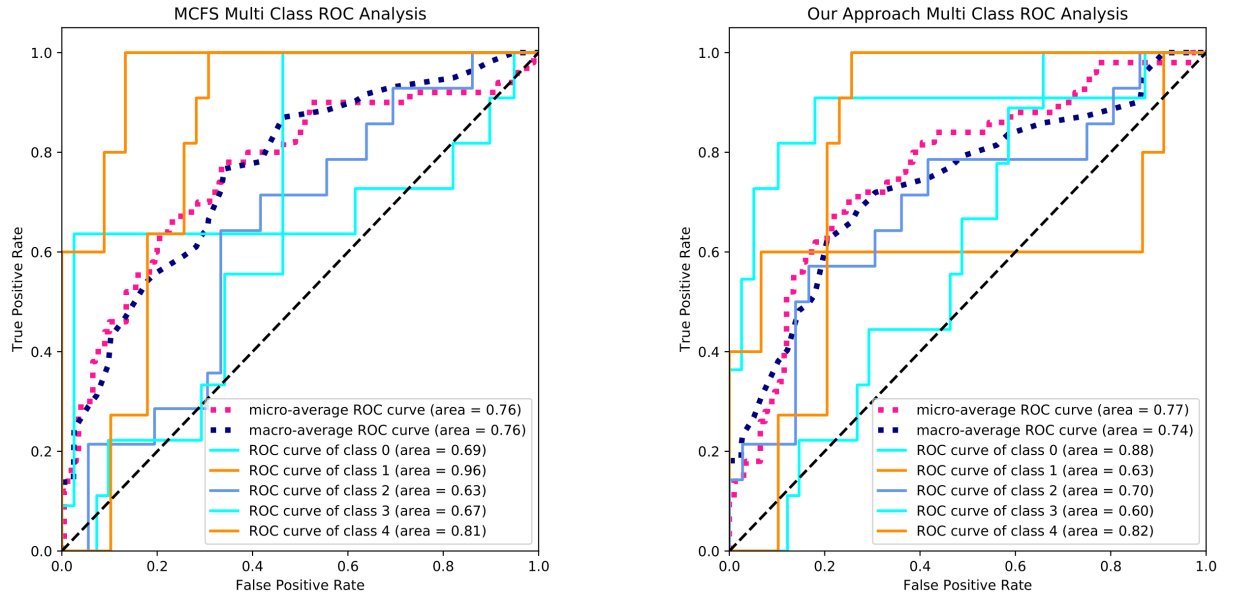 MCFS Multi Class ROC Analysis
1.0
0.8
0.6
0.4
0.2
0.0
True Positive Rate
micro-average ROC curve (area = 0.76)
macro-average ROC curve (area = 0.76)
ROC curve of class 0 (area = 0.69)
ROC curve of class 1 (area = 0.96)
ROC curve of class 2 (area = 0.63)
ROC curve of class 3 (area = 0.67)
ROC curve of class 4 (area = 0.81)
0.0 0.2 0.4 0.6 0.8 1.0
False Positive Rate
Our Approach Multi Class ROC Analysis
1.0
0.8
0.6
0.4
0.2
0.0
True Positive Rate
micro-average ROC curve (area = 0.77)
macro-average ROC curve (area = 0.74)
ROC curve of class 0 (area = 0.88)
ROC curve of class 1 (area = 0.63)
ROC curve of class 2 (area = 0.70)
ROC curve of class 3 (area = 0.60)
ROC curve of class 4 (area = 0.82)
0.0 0.2 0.4 0.6 0.8 1.0
False Positive Rate